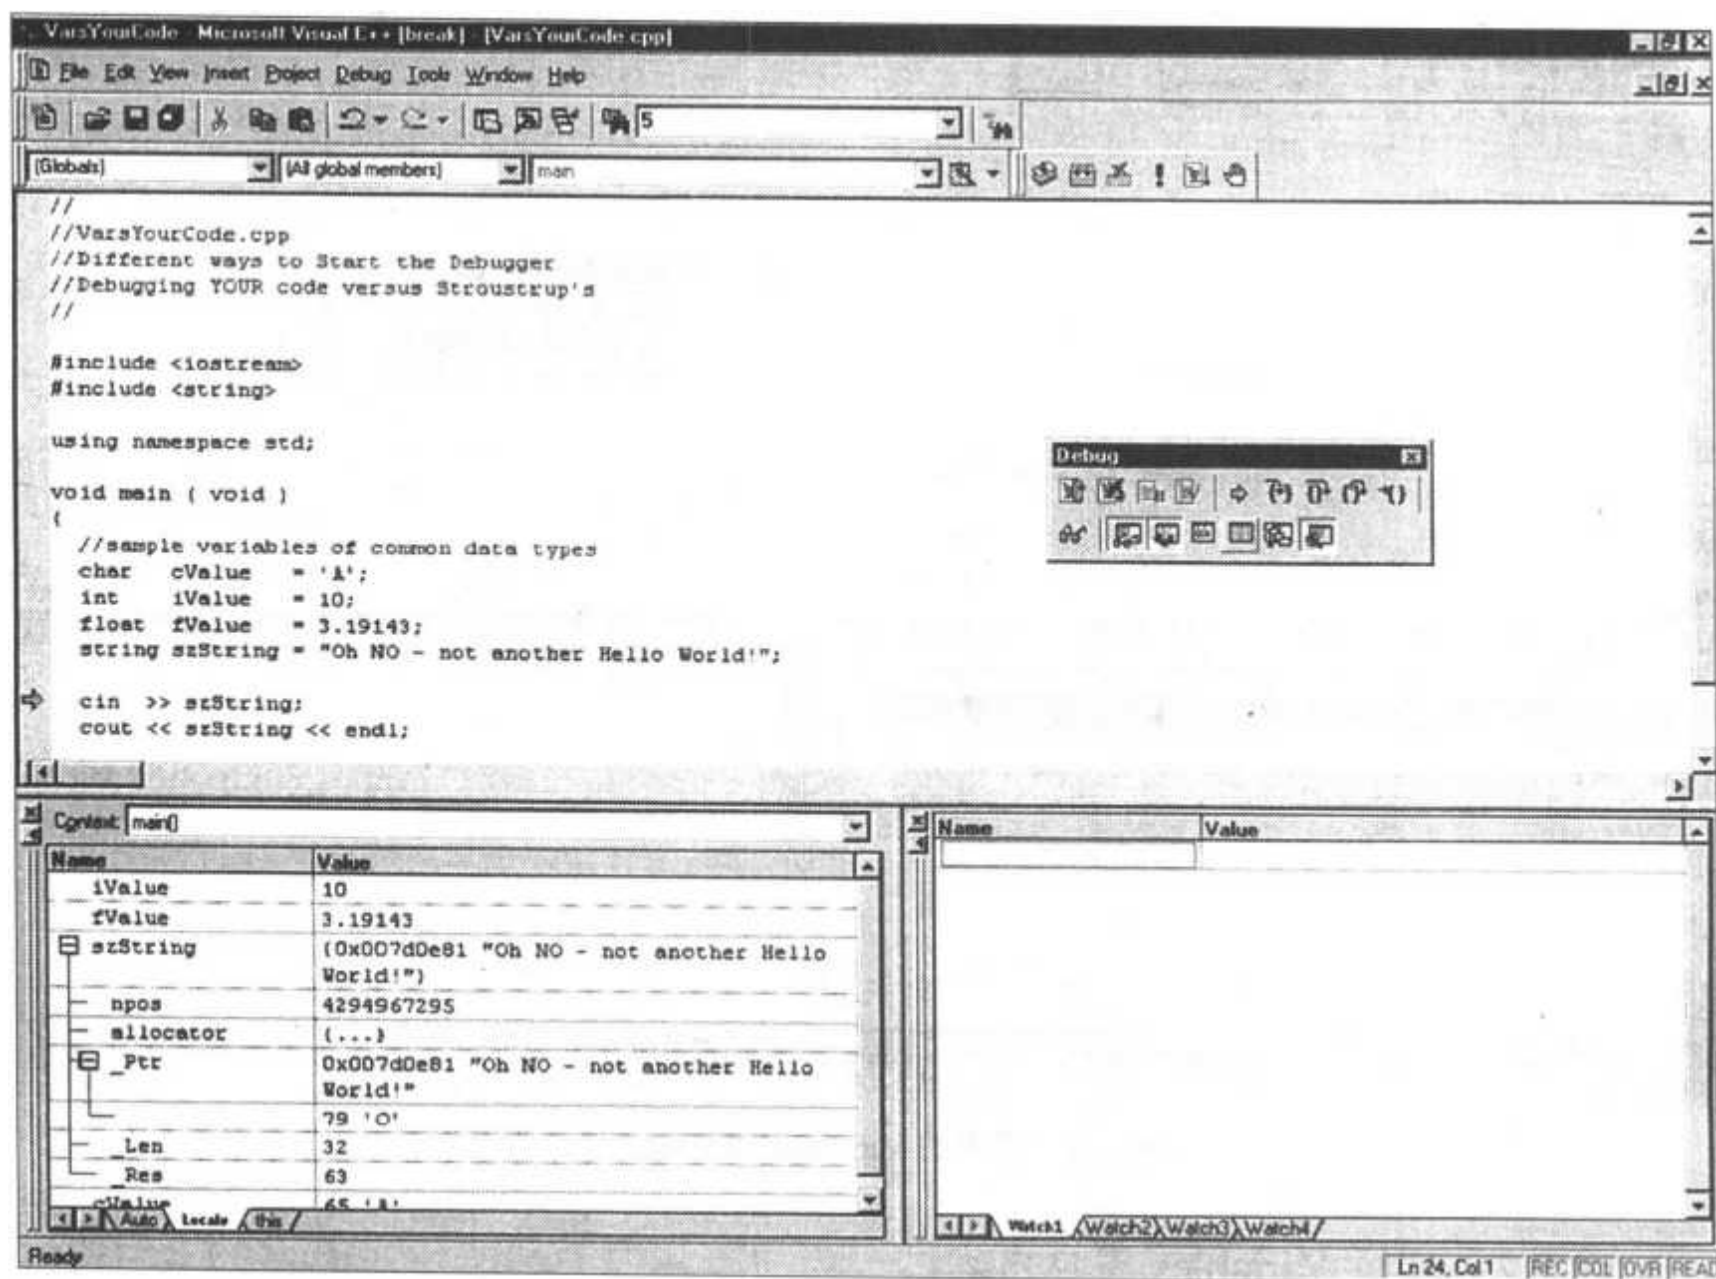 VarsYourCode - Microsoft Visual C++ [break] - [VarsYourCode.cpp]
File Edit View Insert Project Debug Tools Window Help
5
(Globals) (All global members) main
//
//VarsYourCode.cpp
//Different ways to Start the Debugger
//Debugging YOUR code versus Stroustrup's
//
#include <iostream>
#include <string>
using namespace std;
void main ( void )
{
//sample variables of common data types
char cValue = 'A';
int iValue = 10;
float fValue = 3.19143;
string szString = "Oh NO - not another Hello World!";
cin >> szString;
cout << szString << endl;
Debug
Context: main()
Name Value
iValue 10
fValue 3.19143
szString (0x007d0e81 "Oh NO - not another Hello
World!")
npos 4294967295
allocator {...}
_Ptr 0x007d0e81 "Oh NO - not another Hello
World!"
79 'O'
_Len 32
_Res 63
cValue 65 'A'
Auto Locals this
Name Value
Watch1 Watch2 Watch3 Watch4
Ready
Ln 24, Col 1 REC COL OVR READ